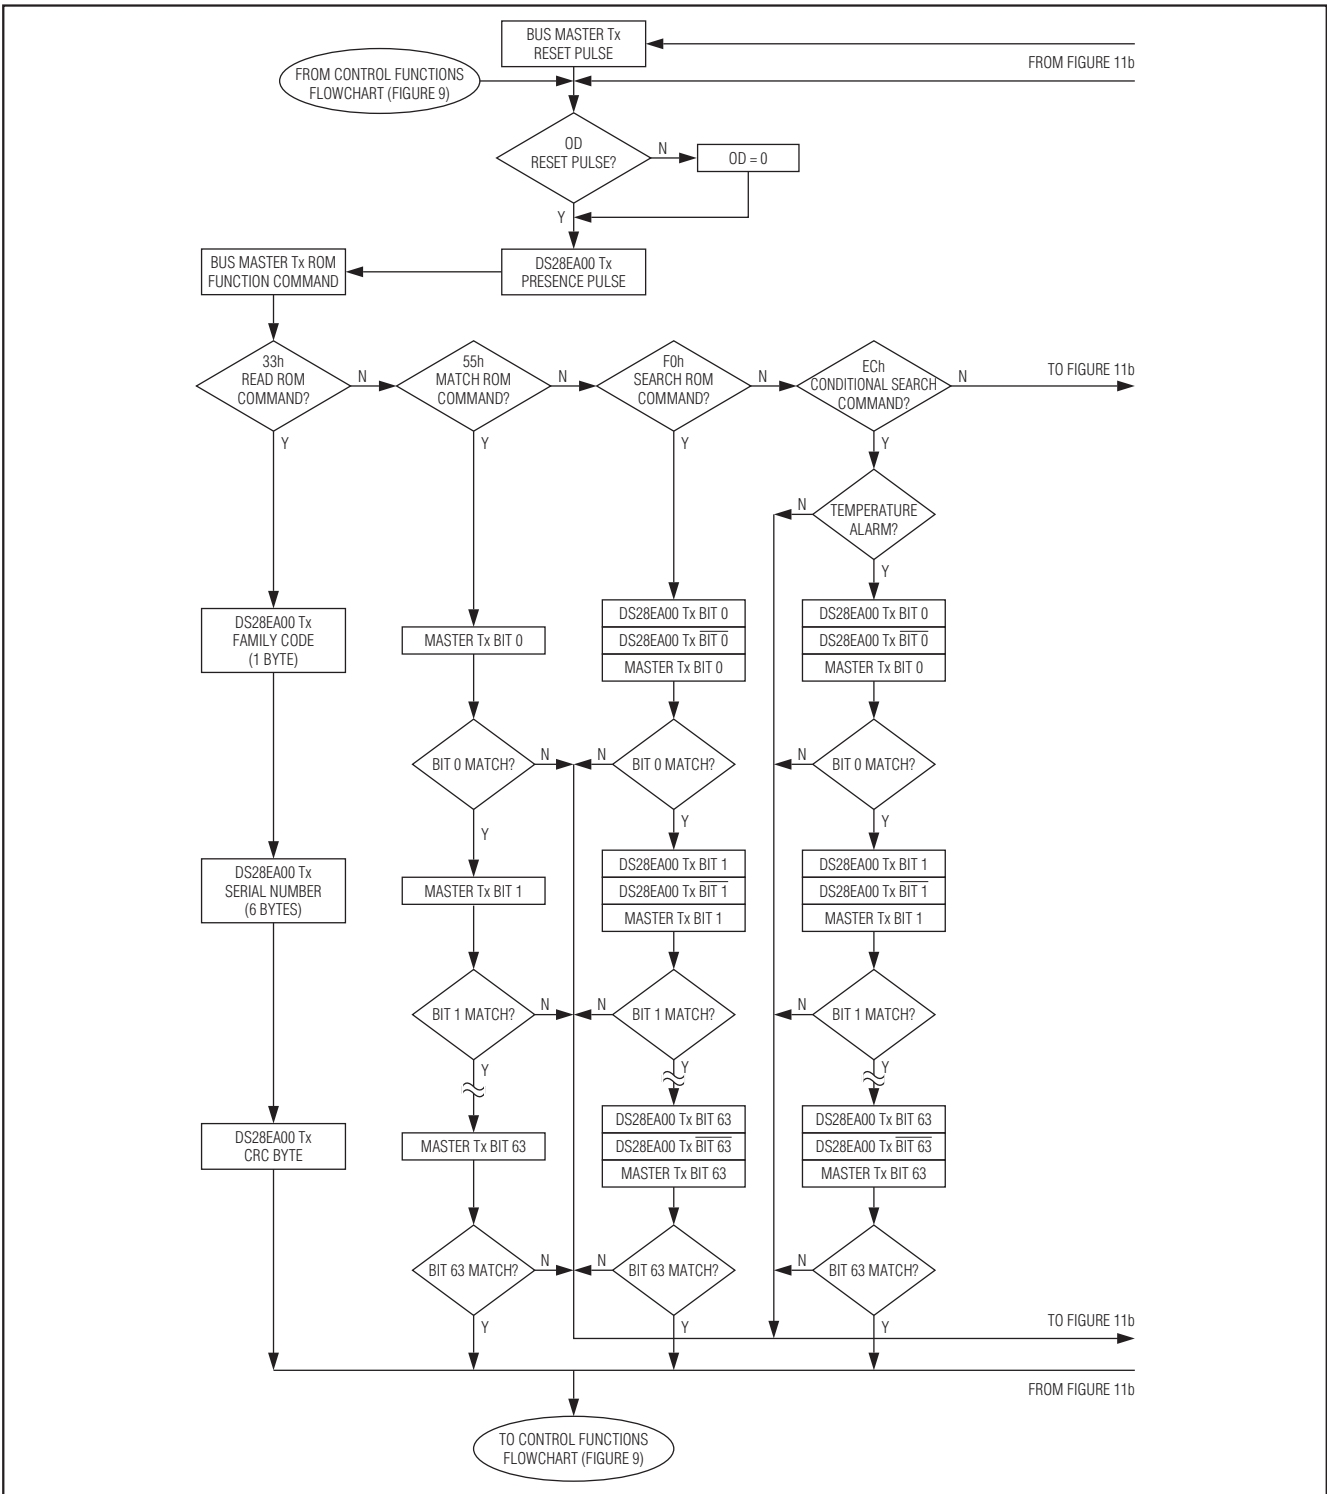 BUS MASTER Tx
RESET PULSE
FROM FIGURE 11b
FROM CONTROL FUNCTIONS
FLOWCHART (FIGURE 9)
OD
RESET PULSE?
N
OD = 0
Y
BUS MASTER Tx ROM
FUNCTION COMMAND
DS28EA00 Tx
PRESENCE PULSE
33h
READ ROM
COMMAND?
N
55h
MATCH ROM
COMMAND?
N
F0h
SEARCH ROM
COMMAND?
N
ECh
CONDITIONAL SEARCH
COMMAND?
N
TO FIGURE 11b
Y
Y
Y
Y
N
TEMPERATURE
ALARM?
Y
DS28EA00 Tx
FAMILY CODE
(1 BYTE)
MASTER Tx BIT 0
DS28EA00 Tx BIT 0
DS28EA00 Tx B̅I̅T̅ ̅0̅
MASTER Tx BIT 0
DS28EA00 Tx BIT 0
DS28EA00 Tx B̅I̅T̅ ̅0̅
MASTER Tx BIT 0
BIT 0 MATCH?
N
N
BIT 0 MATCH?
N
BIT 0 MATCH?
Y
Y
Y
DS28EA00 Tx
SERIAL NUMBER
(6 BYTES)
MASTER Tx BIT 1
DS28EA00 Tx BIT 1
DS28EA00 Tx B̅I̅T̅ ̅1̅
MASTER Tx BIT 1
DS28EA00 Tx BIT 1
DS28EA00 Tx B̅I̅T̅ ̅1̅
MASTER Tx BIT 1
BIT 1 MATCH?
N
N
BIT 1 MATCH?
N
BIT 1 MATCH?
Y
Y
Y
DS28EA00 Tx
CRC BYTE
MASTER Tx BIT 63
DS28EA00 Tx BIT 63
DS28EA00 Tx B̅I̅T̅ ̅6̅3̅
MASTER Tx BIT 63
DS28EA00 Tx BIT 63
DS28EA00 Tx B̅I̅T̅ ̅6̅3̅
MASTER Tx BIT 63
BIT 63 MATCH?
N
N
BIT 63 MATCH?
N
BIT 63 MATCH?
Y
Y
Y
TO FIGURE 11b
FROM FIGURE 11b
TO CONTROL FUNCTIONS
FLOWCHART (FIGURE 9)